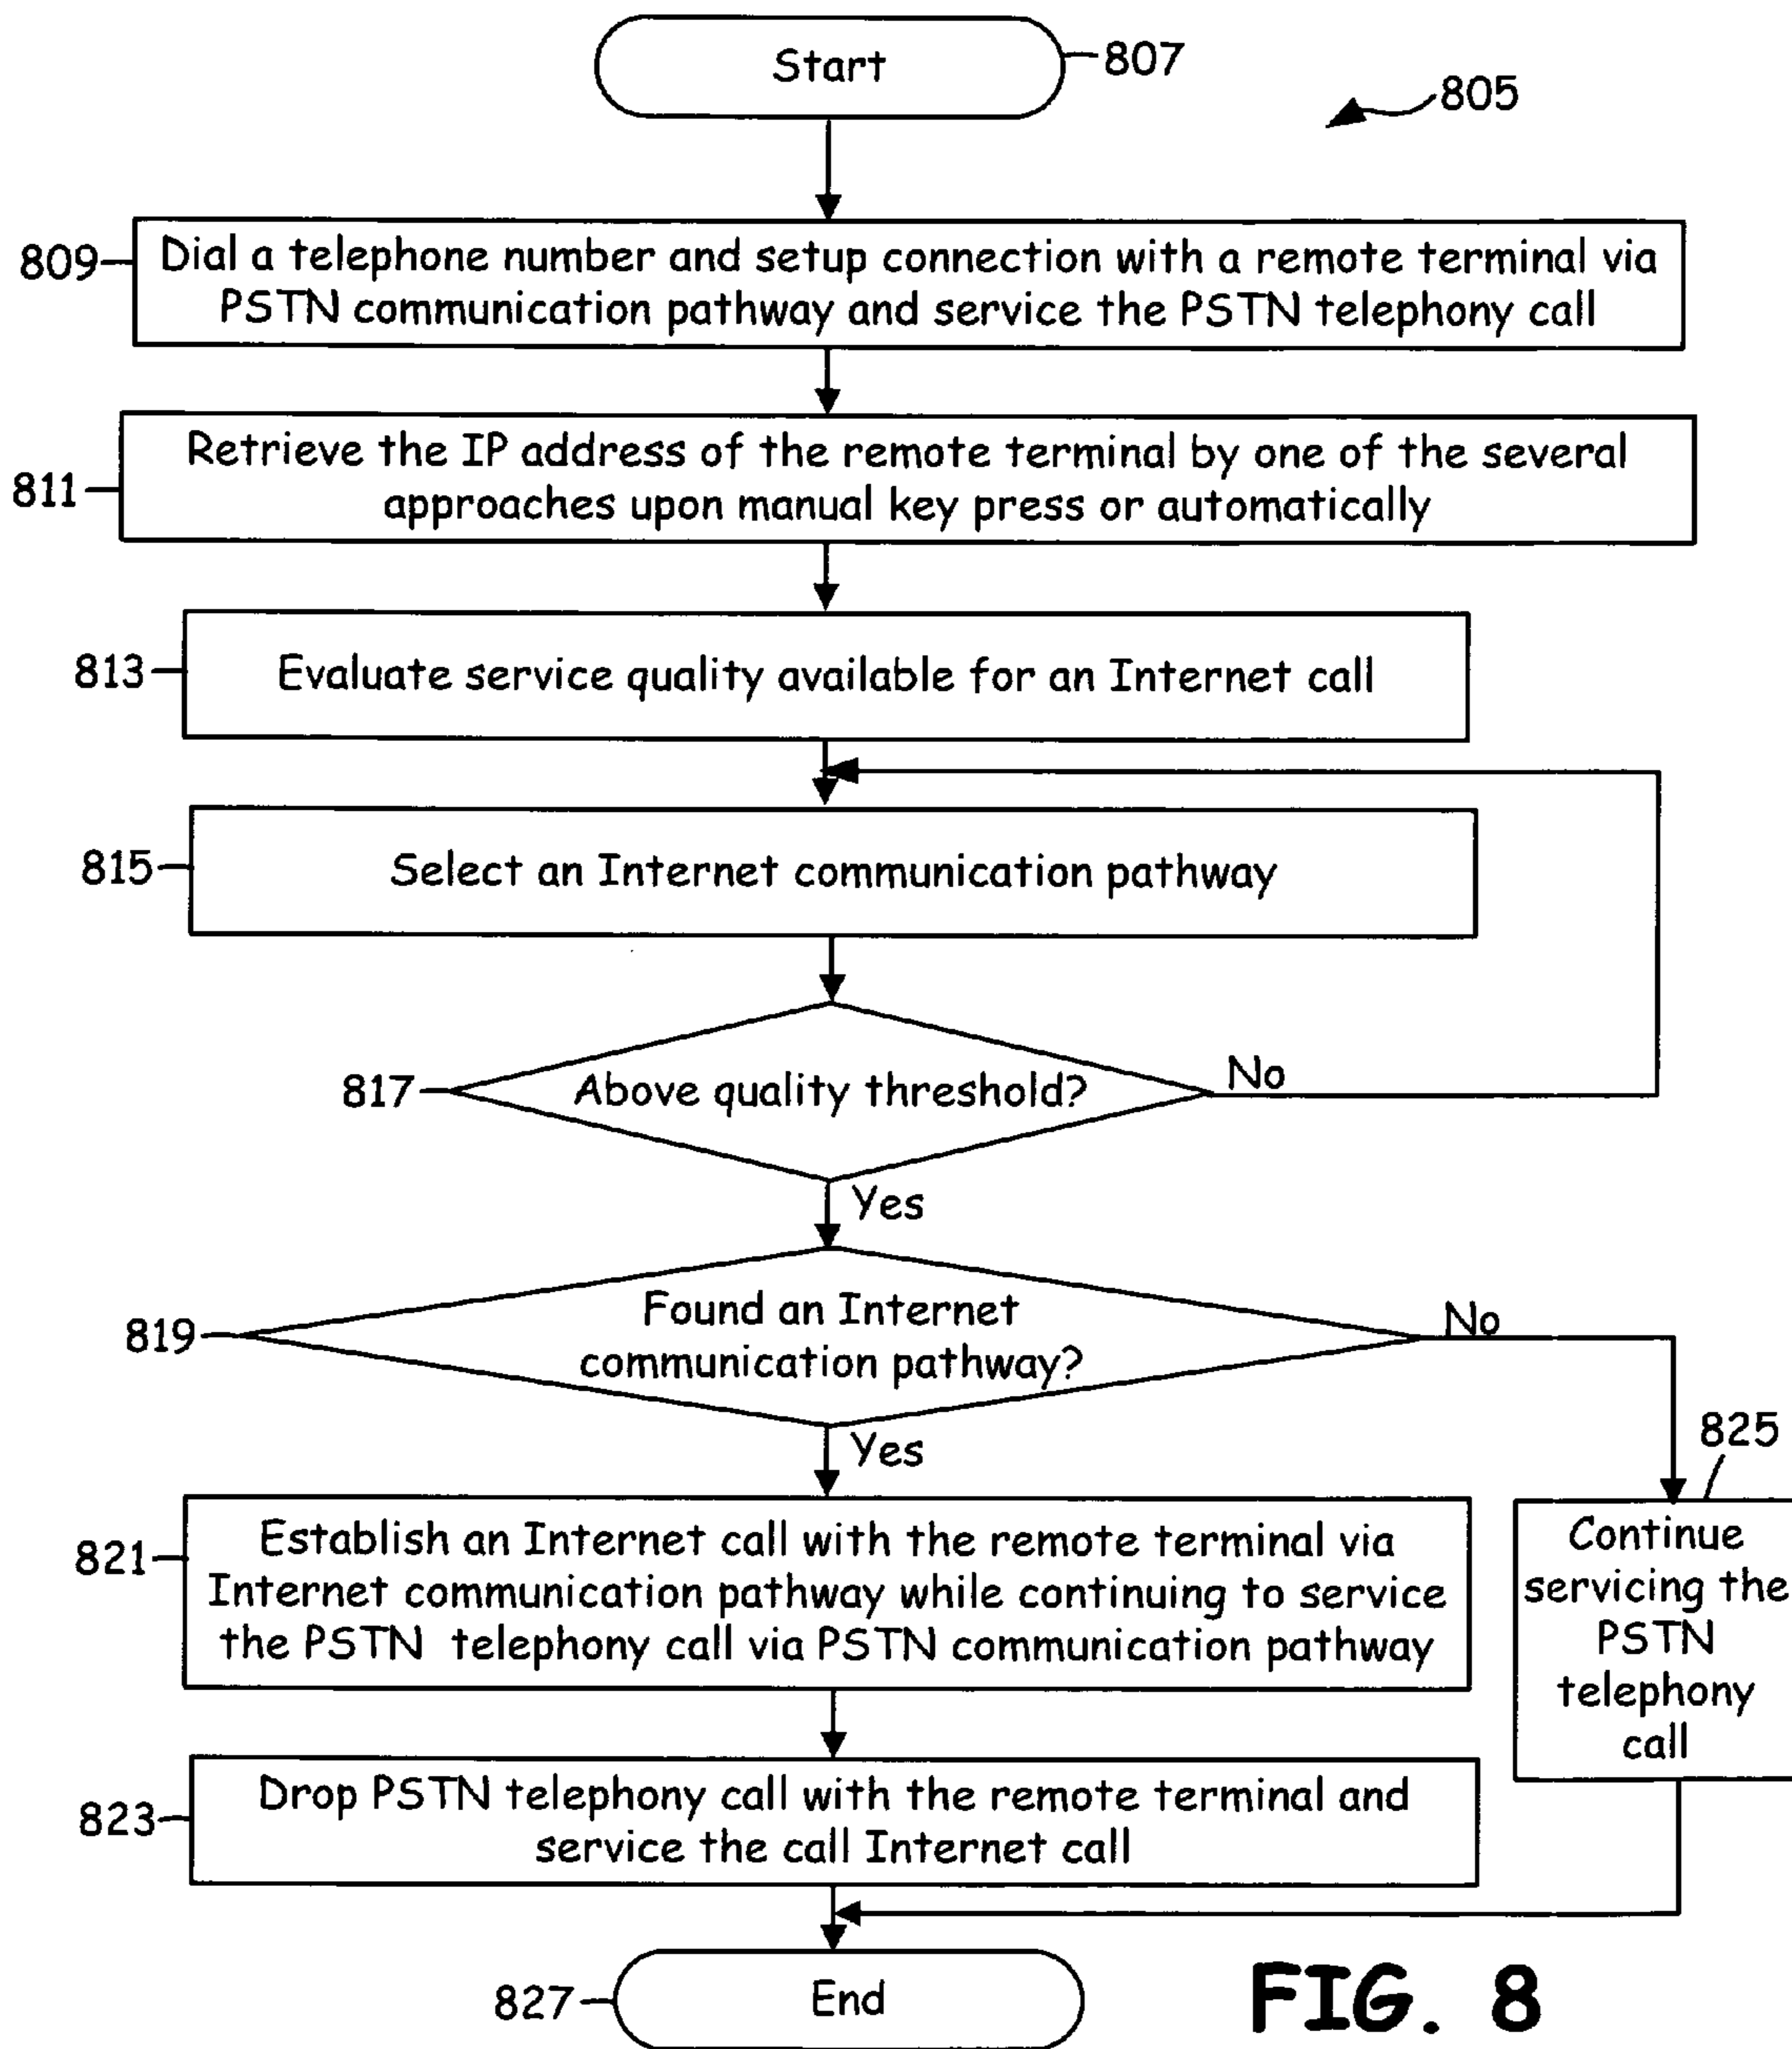 Start
807
805
809
Dial a telephone number and setup connection with a remote terminal via
PSTN communication pathway and service the PSTN telephony call
811
Retrieve the IP address of the remote terminal by one of the several
approaches upon manual key press or automatically
813
Evaluate service quality available for an Internet call
815
Select an Internet communication pathway
817
Above quality threshold?
No
Yes
819
Found an Internet
communication pathway?
No
Yes
825
821
Establish an Internet call with the remote terminal via
Internet communication pathway while continuing to service
the PSTN telephony call via PSTN communication pathway
Continue
servicing the
PSTN
telephony
call
823
Drop PSTN telephony call with the remote terminal and
service the call Internet call
827
End
FIG. 8